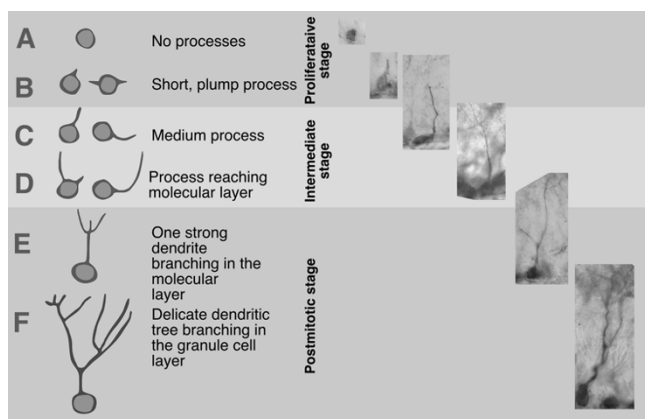 A
No processes
B
Short, plump process
Proliferataive
stage
C
Medium process
D
Process reaching
molecular layer
Intermediate
stage
E
One strong
dendrite
branching in the
molecular
layer
F
Delicate dendritic
tree branching in
the granule cell
layer
Postmitotic stage